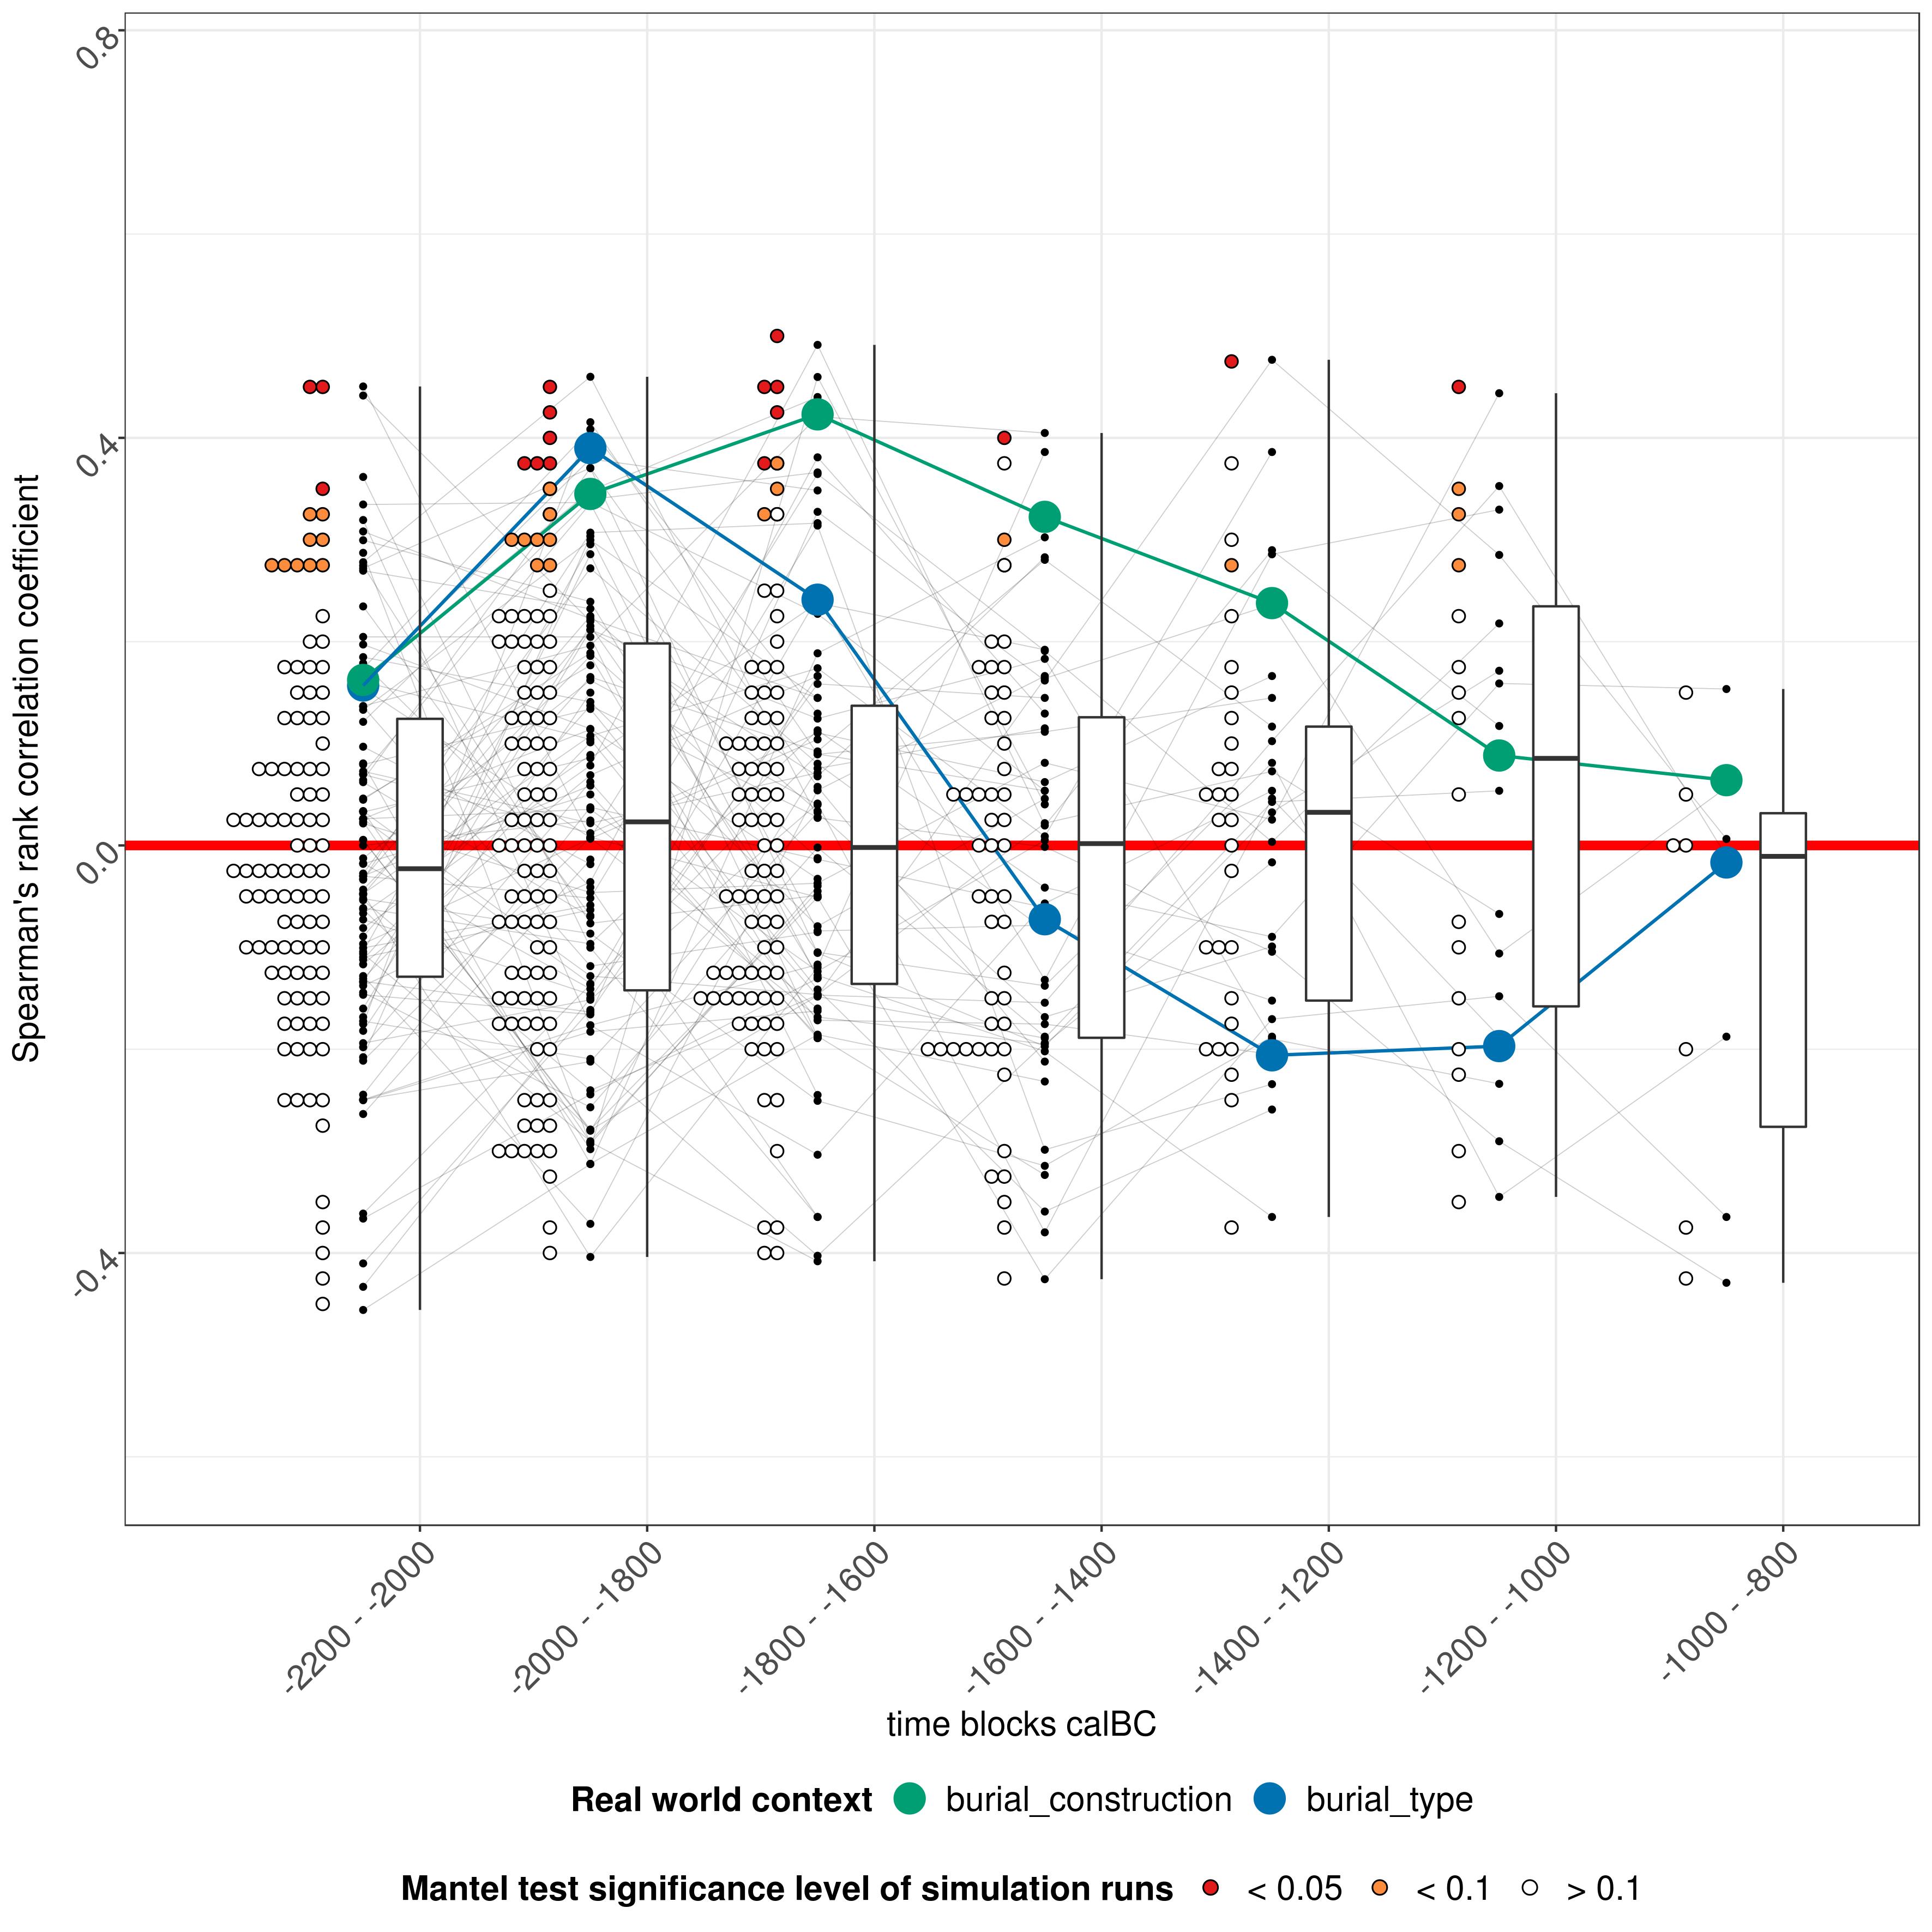 Spearman's rank correlation coefficient
0.8
0.4
0.0
-0.4
-2200 - -2000
-2000 - -1800
-1800 - -1600
-1600 - -1400
-1400 - -1200
-1200 - -1000
-1000 - -800
time blocks calBC
Real world context burial_construction burial_type
Mantel test significance level of simulation runs < 0.05 < 0.1 > 0.1